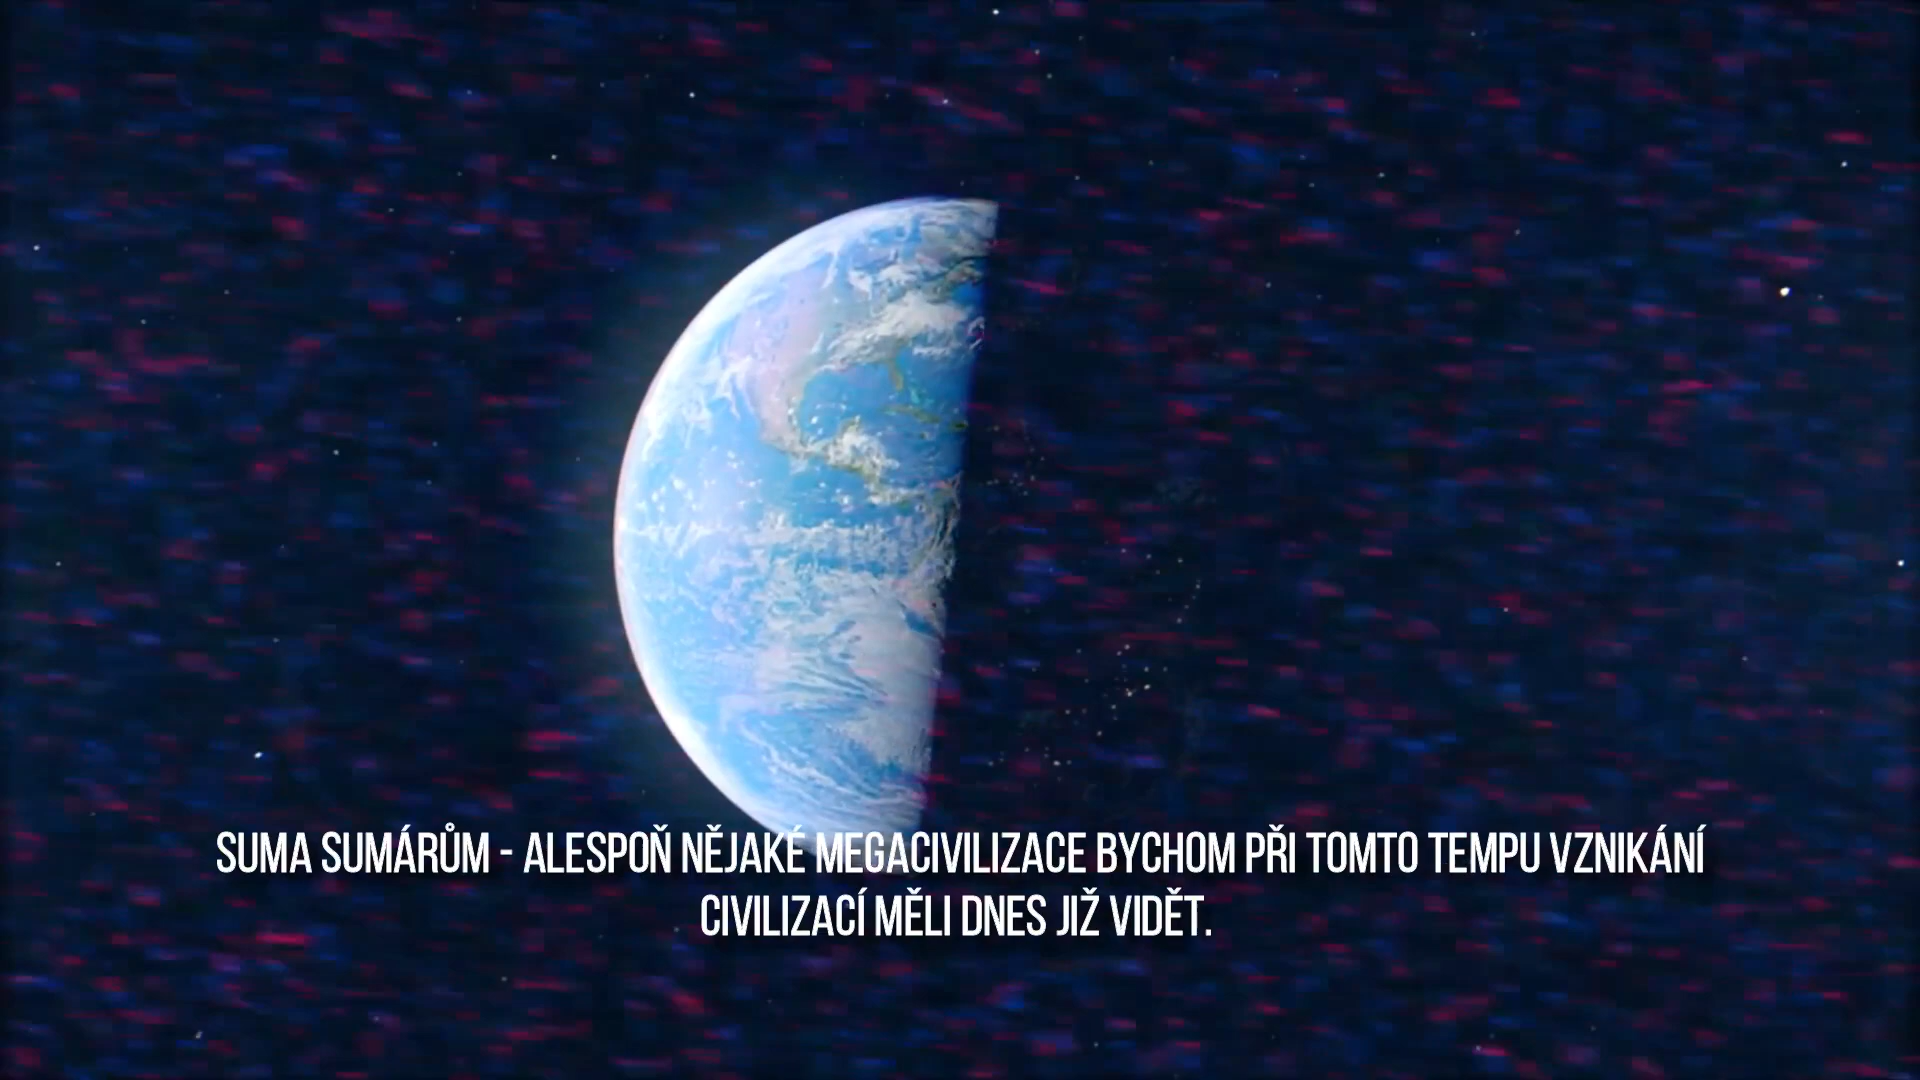 SUMA SUMÁRŮM - ALESPOŇ NĚJAKÉ MEGACIVILIZACE BYCHOM PŘI TOMTO TEMPU VZNIKÁNÍ
CIVILIZACÍ MĚLI DNES JIŽ VIDĚT.